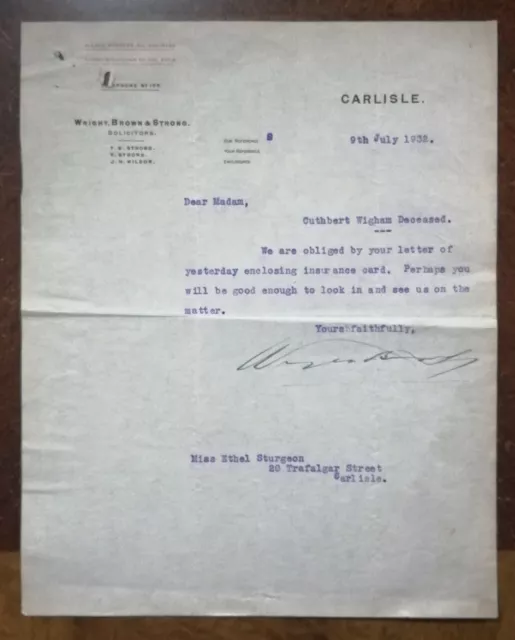 CARLISLE.
WRIGHT, BROWN & STRONG.
SOLICITORS.
9th July 1932.
Dear Madam,
Cuthbert Wigham Deceased.
We are obliged by your letter of
yesterday enclosing insurance card. Perhaps you
will be good enough to look in and see us on the
matter.
Yours faithfully,
Miss Ethel Sturgeon
20 Trafalgar Street
Carlisle.